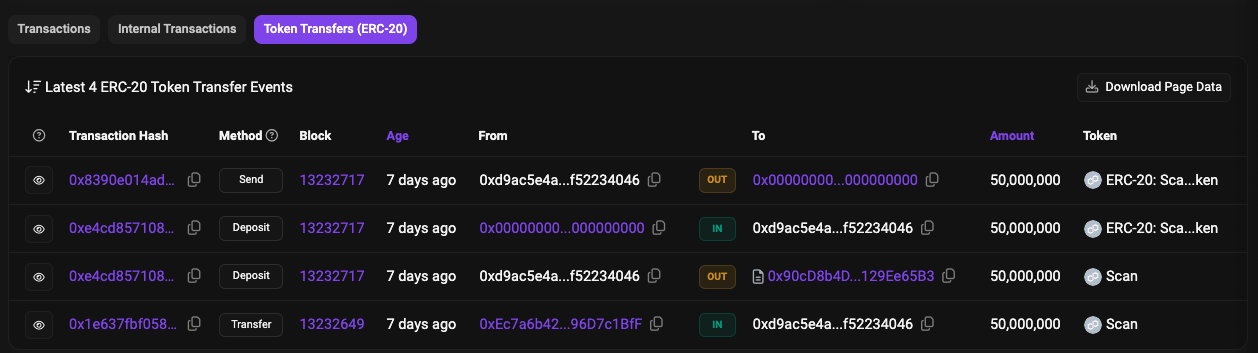 Transactions Internal Transactions Token Transfers (ERC-20)
Latest 4 ERC-20 Token Transfer Events Download Page Data
Transaction Hash Method Block Age From To Amount Token
0x8390e014ad... Send 13232717 7 days ago 0xd9ac5e4a...f52234046 OUT 0x00000000...000000000 50,000,000 ERC-20: Sca...ken
0xe4cd857108... Deposit 13232717 7 days ago 0x00000000...000000000 IN 0xd9ac5e4a...f52234046 50,000,000 ERC-20: Sca...ken
0xe4cd857108... Deposit 13232717 7 days ago 0xd9ac5e4a...f52234046 OUT 0x90cD8b4D...129Ee65B3 50,000,000 Scan
0x1e637fbf058... Transfer 13232649 7 days ago 0xEc7a6b42...96D7c1BfF IN 0xd9ac5e4a...f52234046 50,000,000 Scan